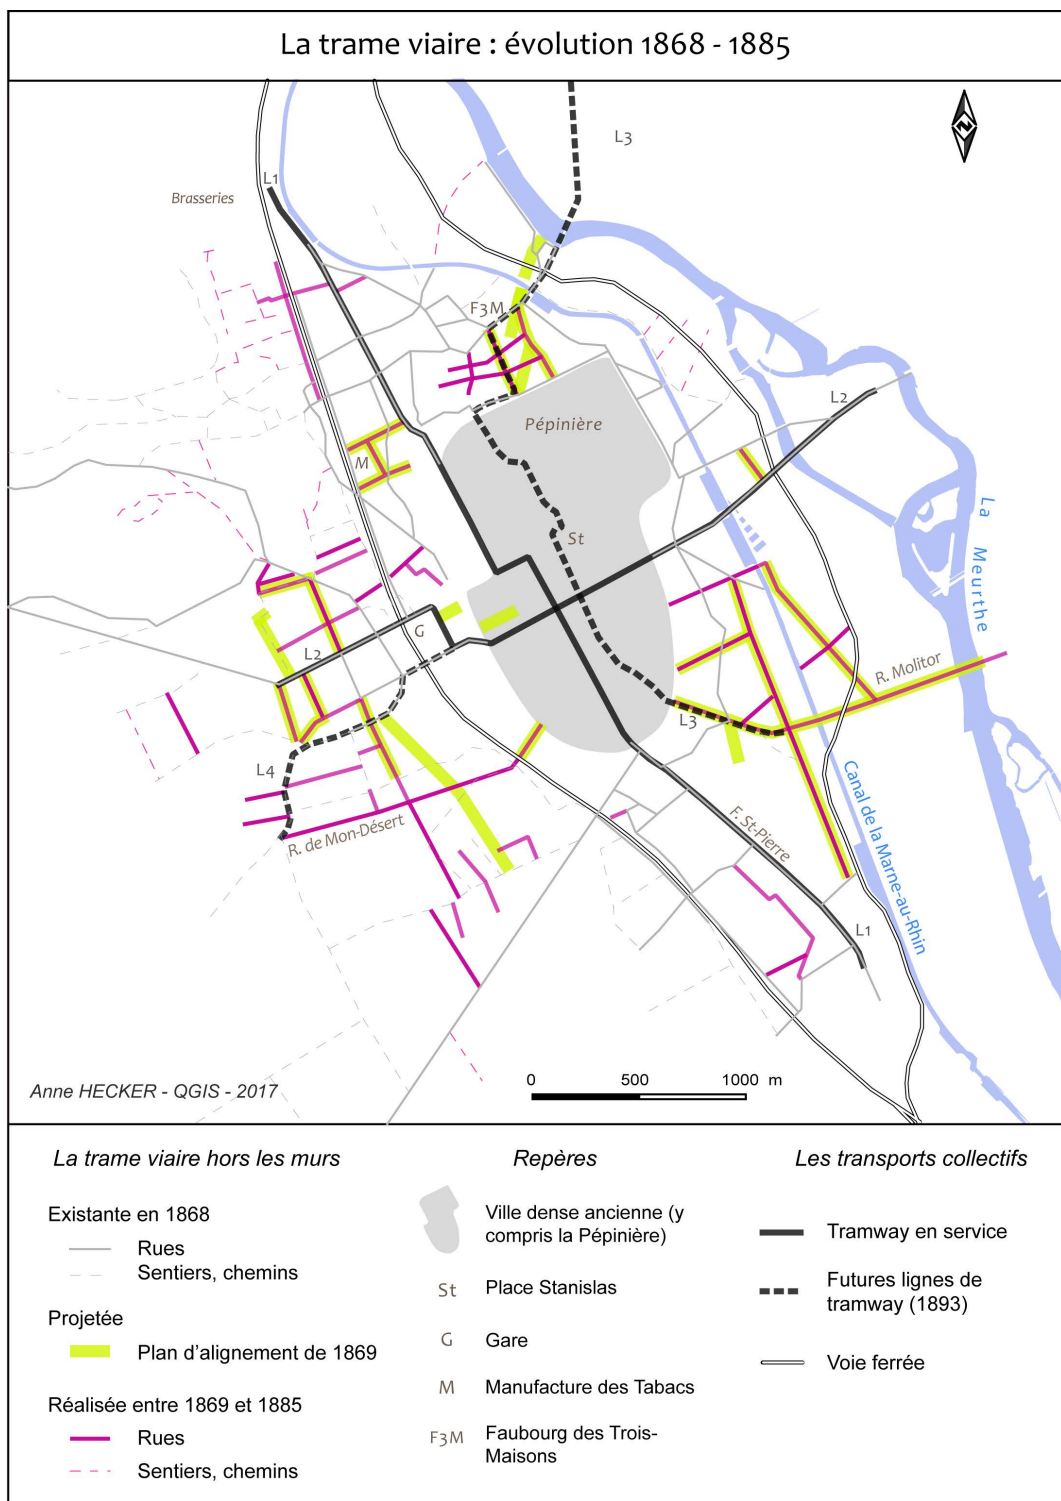 La trame viaire : évolution 1868 - 1885
L3
L1
Brasseries
N
F3M
L2
Pépinière
M
St
La
Meurthe
G
L2
R. Molitor
L3
L4
R. de Mon-Désert
F. St-Pierre
Canal de la Marne-au-Rhin
L1
Anne HECKER - QGIS - 2017
0 500 1000 m
La trame viaire hors les murs
Existante en 1868
Rues
Sentiers, chemins
Projetée
Plan d'alignement de 1869
Réalisée entre 1869 et 1885
Rues
Sentiers, chemins
Repères
Ville dense ancienne (y
compris la Pépinière)
St Place Stanislas
G Gare
M Manufacture des Tabacs
F3M Faubourg des Trois-
Maisons
Les transports collectifs
Tramway en service
Futures lignes de
tramway (1893)
Voie ferrée